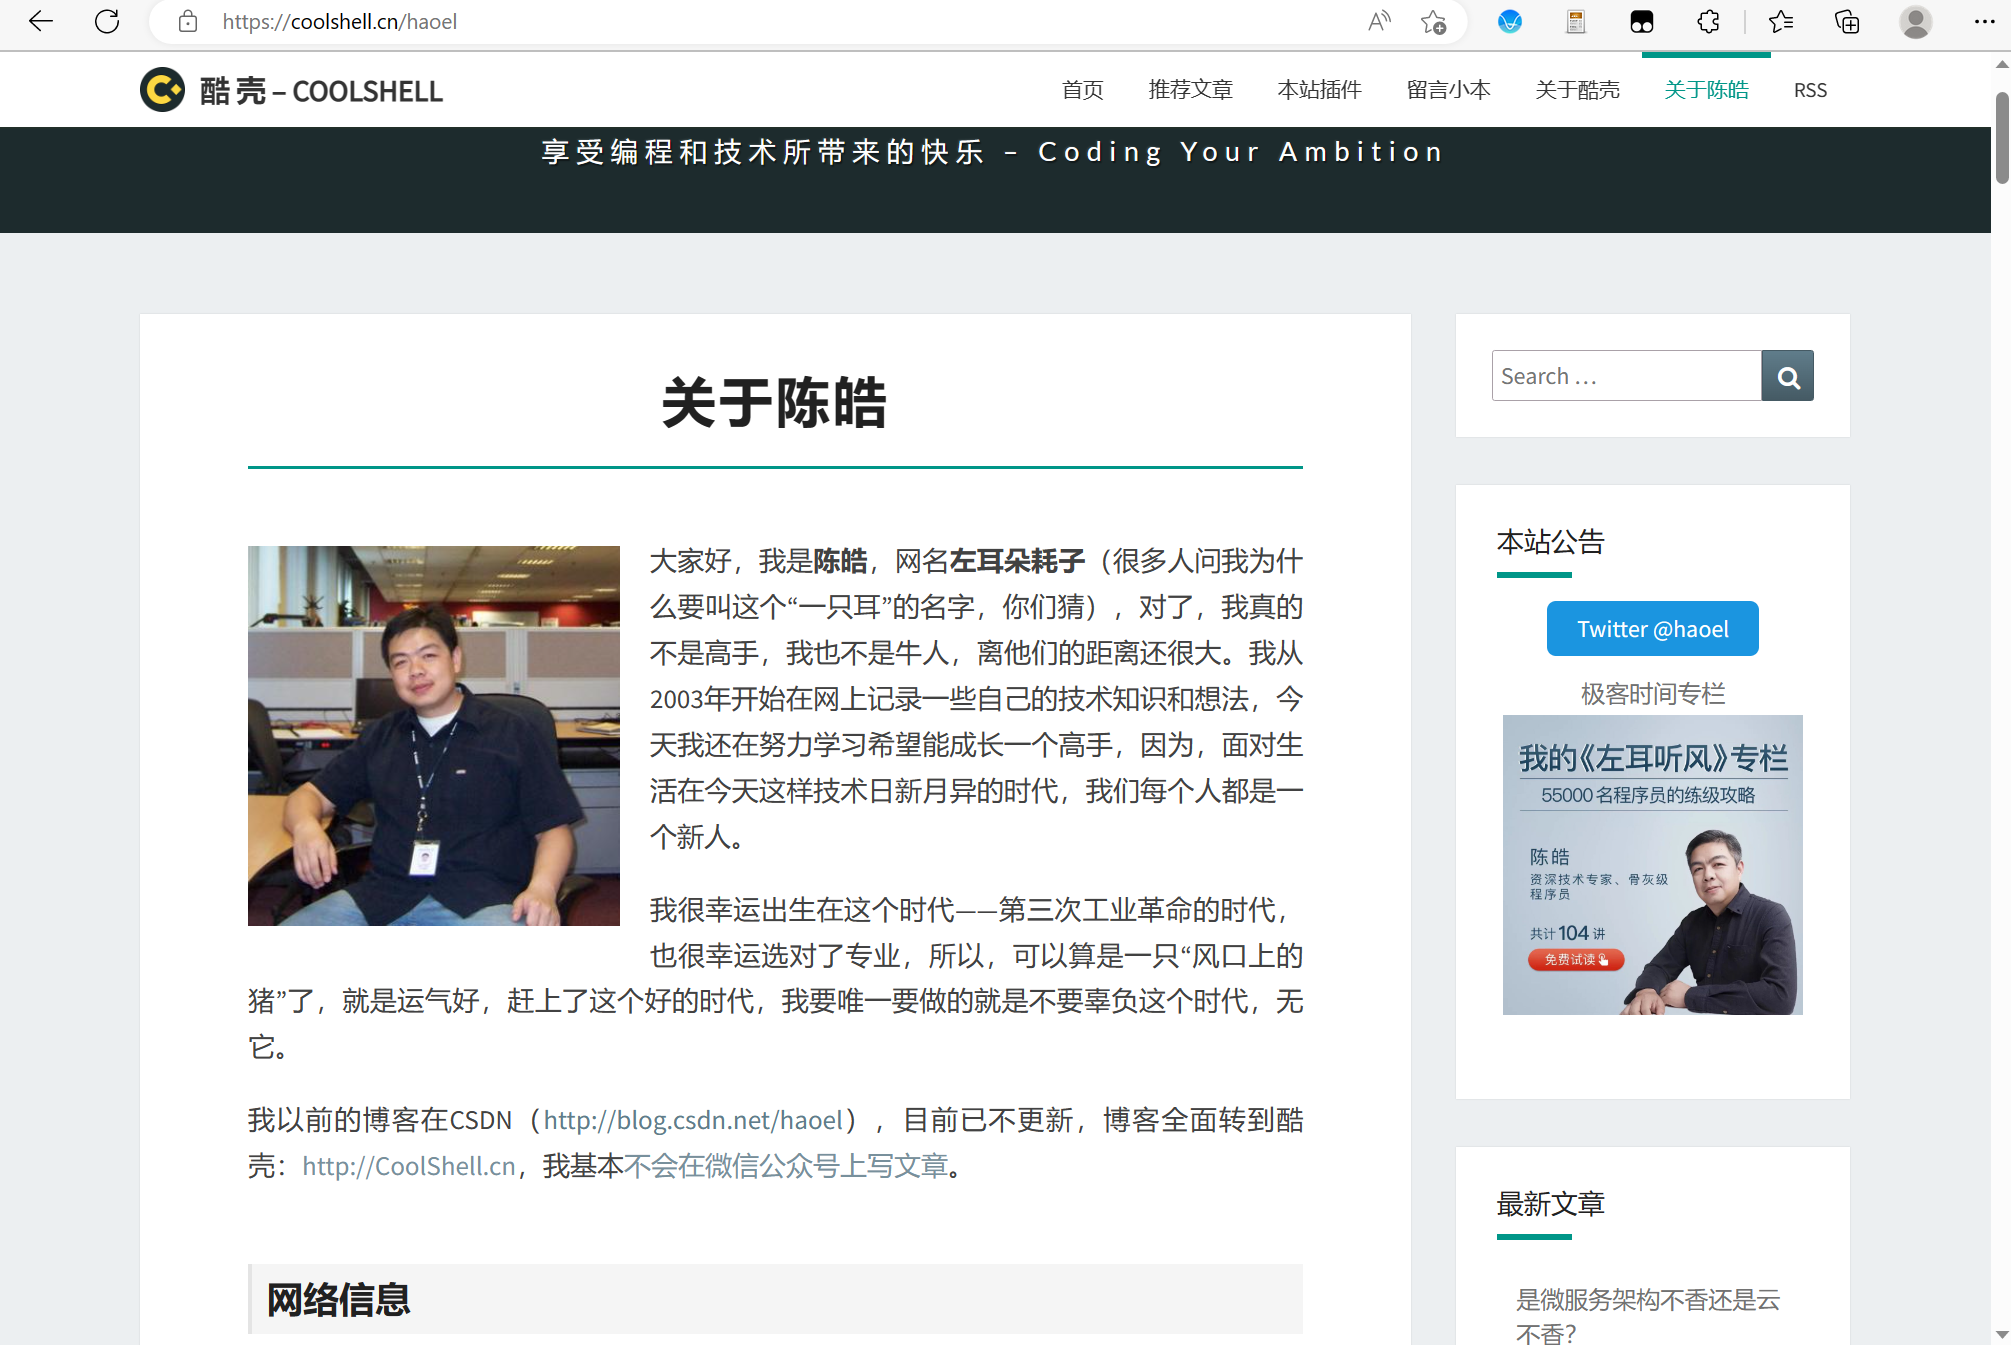 https://coolshell.cn/haoel
酷 壳 – COOLSHELL
首页 推荐文章 本站插件 留言小本 关于酷壳 关于陈皓 RSS
享受编程和技术所带来的快乐 – Coding Your Ambition
关于陈皓
大家好，我是陈皓，网名左耳朵耗子（很多人问我为什
么要叫这个“一只耳”的名字，你们猜），对了，我真的
不是高手，我也不是牛人，离他们的距离还很大。我从
2003年开始在网上记录一些自己的技术知识和想法，今
天我还在努力学习希望能成长一个高手，因为，面对生
活在今天这样技术日新月异的时代，我们每个人都是一
个新人。
我很幸运出生在这个时代——第三次工业革命的时代，
也很幸运选对了专业，所以，可以算是一只“风口上的
猪”了，就是运气好，赶上了这个好的时代，我要唯一要做的就是不要辜负这个时代，无
它。
我以前的博客在CSDN（http://blog.csdn.net/haoel），目前已不更新，博客全面转到酷
壳：http://CoolShell.cn，我基本不会在微信公众号上写文章。
网络信息
Search …
本站公告
Twitter @haoel
极客时间专栏
我的《左耳听风》专栏
55000 名程序员的练级攻略
陈皓
资深技术专家、骨灰级
程序员
共计 104 讲
免费试读
最新文章
是微服务架构不香还是云
不香？